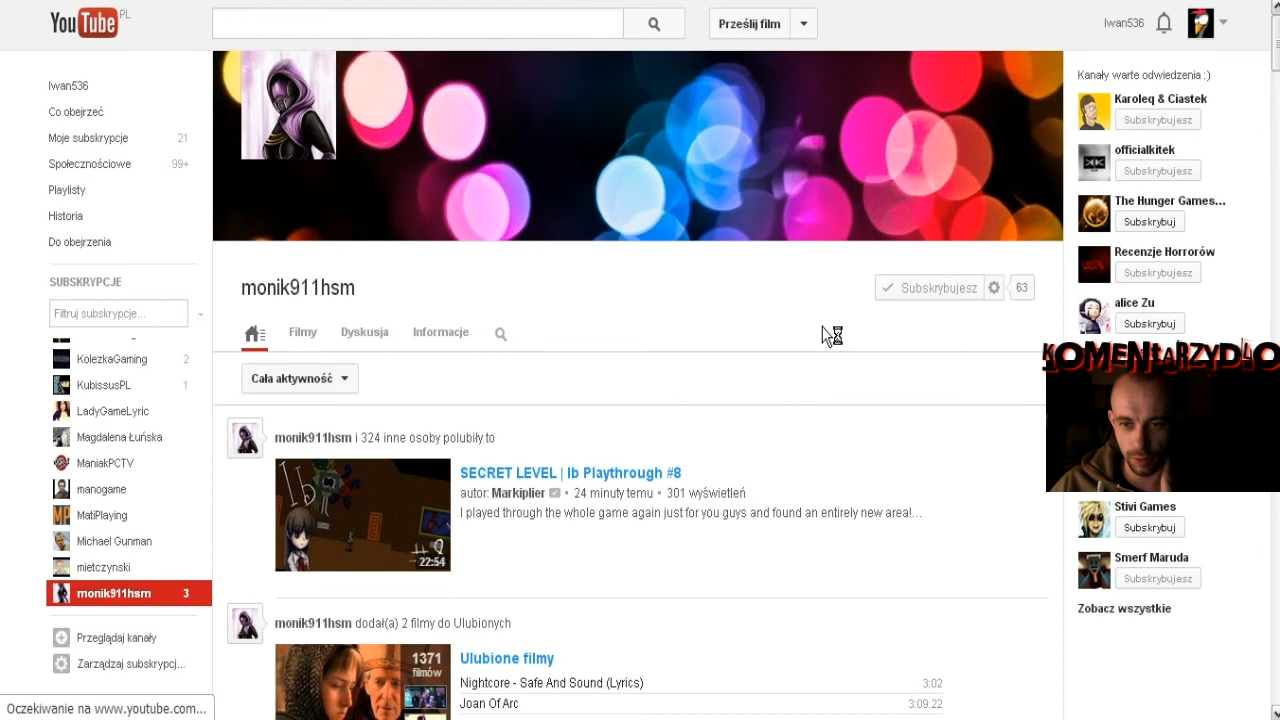 YouTube PL
Prześlij film
Iwan536
Iwan536
Co obejrzeć
Moje subskrypcje 21
Społecznościowe 99+
Playlisty
Historia
Do obejrzenia
SUBSKRYPCJE
Filtruj subskrypcje...
KolezkaGaming 2
KubissusPL 1
LadyGameLyric
Magdalena Łuńska
ManiakPCTV
manogame
MatiPlaying
Michael Gunman
mietczynski
monik911hsm 3
Przeglądaj kanały
Zarządzaj subskrypcj...
Oczekiwanie na www.youtube.com...
monik911hsm
Subskrybujesz 63
Filmy Dyskusja Informacje
Cała aktywność
monik911hsm i 324 inne osoby polubiły to
Ib
22:54
SECRET LEVEL | Ib Playthrough #8
autor: Markiplier • 24 minuty temu • 301 wyświetleń
I played through the whole game again just for you guys and found an entirely new area!...
monik911hsm dodał(a) 2 filmy do Ulubionych
1371
filmów
Ulubione filmy
Nightcore - Safe And Sound (Lyrics) 3:02
Joan Of Arc 3:09:22
Kanały warte odwiedzenia :)
Karoleq & Ciastek
Subskrybujesz
officialkitek
Subskrybujesz
The Hunger Games...
Subskrybuj
Recenzje Horrorów
Subskrybujesz
alice Zu
Subskrybuj
KOMENTARZYDŁO
Stivi Games
Subskrybuj
Smerf Maruda
Subskrybujesz
Zobacz wszystkie